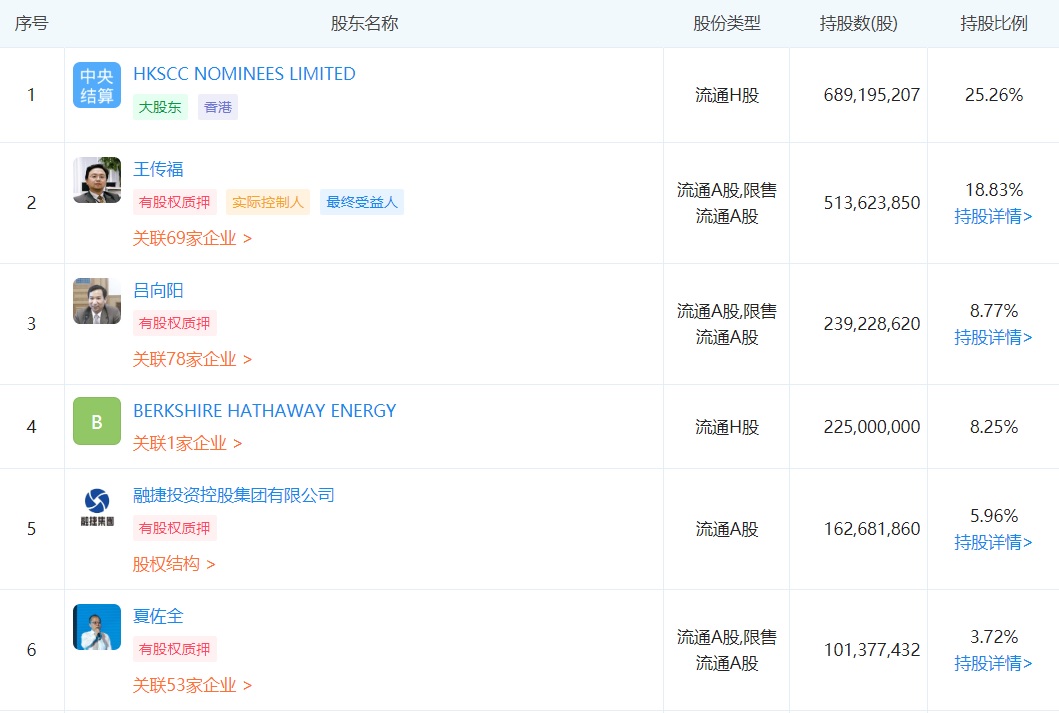 序号 股东名称 股份类型 持股数(股) 持股比例
1 中央 HKSCC NOMINEES LIMITED 流通H股 689,195,207 25.26%
结算 大股东 香港
2 王传福 流通A股,限售 513,623,850 18.83%
有股权质押 实际控制人 最终受益人 流通A股 持股详情>
关联69家企业 >
3 吕向阳 流通A股,限售 239,228,620 8.77%
有股权质押 流通A股 持股详情>
关联78家企业 >
4 B BERKSHIRE HATHAWAY ENERGY 流通H股 225,000,000 8.25%
关联1家企业 >
5 融捷投资控股集团有限公司 流通A股 162,681,860 5.96%
融捷集团 有股权质押 持股详情>
股权结构 >
6 夏佐全 流通A股,限售 101,377,432 3.72%
有股权质押 流通A股 持股详情>
关联53家企业 >